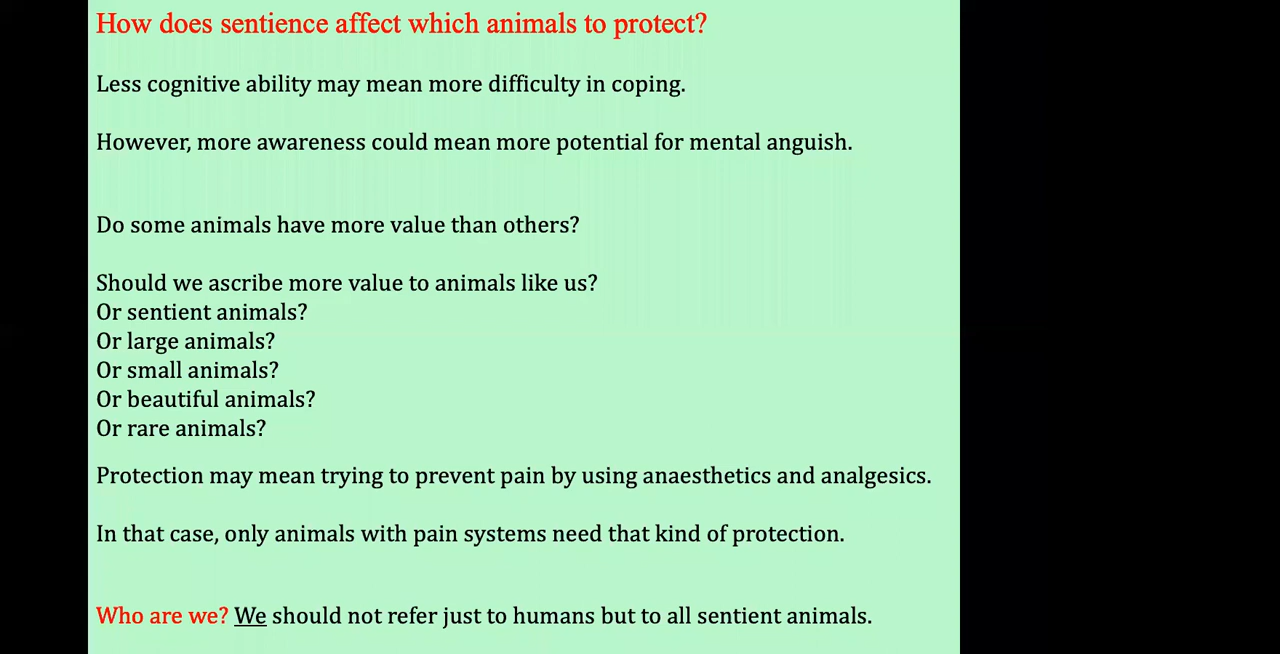 How does sentience affect which animals to protect?
Less cognitive ability may mean more difficulty in coping.
However, more awareness could mean more potential for mental anguish.
Do some animals have more value than others?
Should we ascribe more value to animals like us?
Or sentient animals?
Or large animals?
Or small animals?
Or beautiful animals?
Or rare animals?
Protection may mean trying to prevent pain by using anaesthetics and analgesics.
In that case, only animals with pain systems need that kind of protection.
Who are we? We should not refer just to humans but to all sentient animals.